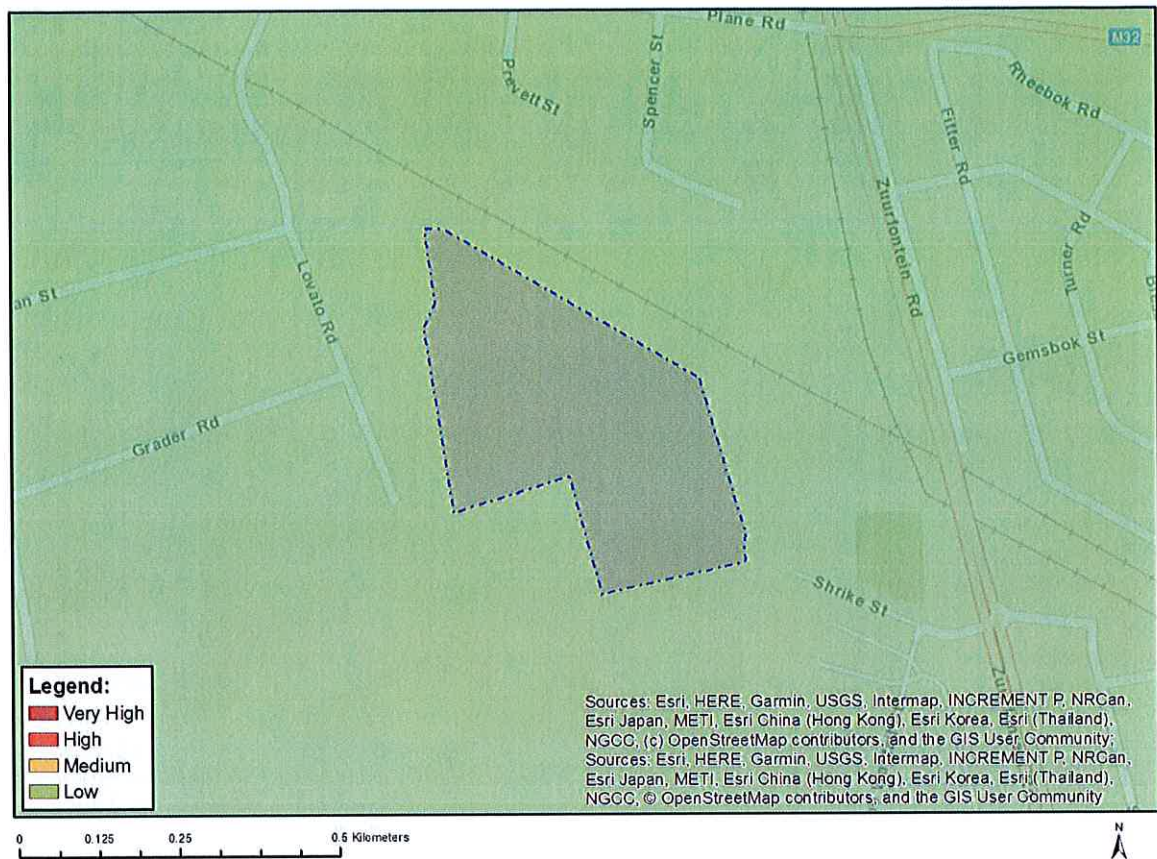 Plane Rd
M32
Prevett St
Spencer St
Rheebok Rd
Fitter Rd
Zuurfontein Rd
Turner Rd
an St
Lovato Rd
Gemsbok St
Grader Rd
Shrike St
Legend:
Very High
High
Medium
Low
Sources: Esri, HERE, Garmin, USGS, Intermap, INCREMENT P, NRCan,
Esri Japan, METI, Esri China (Hong Kong), Esri Korea, Esri (Thailand),
NGCC, (c) OpenStreetMap contributors, and the GIS User Community;
Sources: Esri, HERE, Garmin, USGS, Intermap, INCREMENT P, NRCan,
Esri Japan, METI, Esri China (Hong Kong), Esri Korea, Esri (Thailand),
NGCC, © OpenStreetMap contributors, and the GIS User Community
0 0.125 0.25 0.5 Kilometers
N